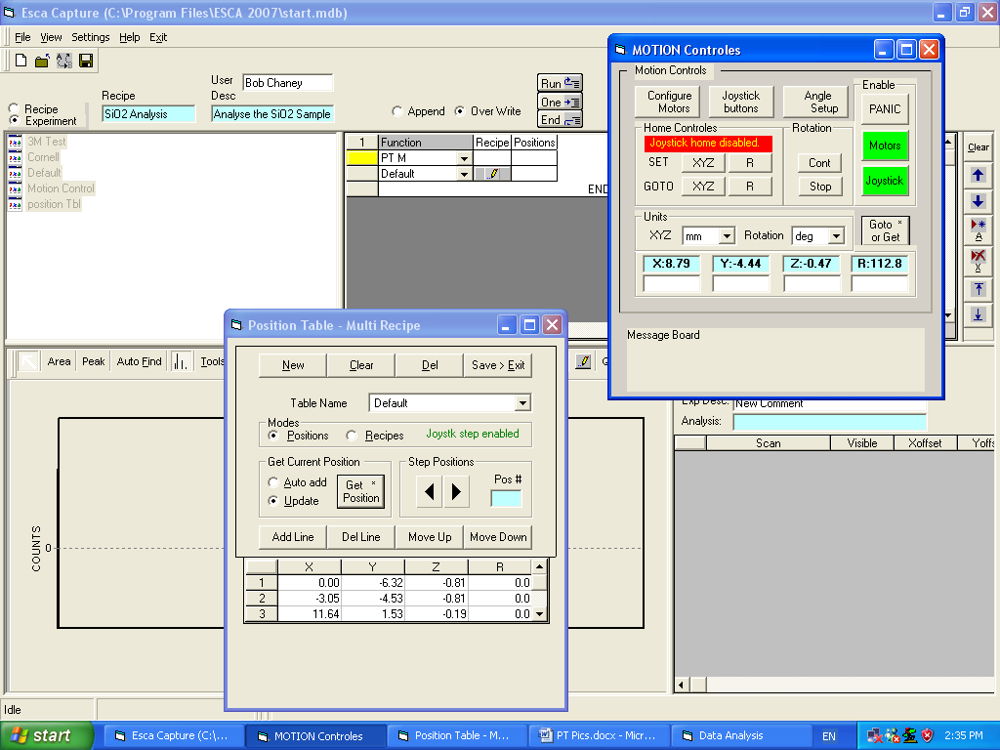 Esca Capture (C:\Program Files\ESCA 2007\start.mdb)
File View Settings Help Exit
Recipe
Experiment
Recipe
SiO2 Analysis
User Bob Chaney
Desc
Analyse the SiO2 Sample
Append Over Write
Run
One
End
3M Test
Cornell
Default
Motion Control
position Tbl
1 Function Recipe Positions
PT M
Default
END
Clear
A
X
MOTION Controles
Motion Controls
Configure Motors
Joystick buttons
Angle Setup
Enable
PANIC
Motors
Joystick
Home Controles
Joystick home disabled.
SET XYZ R
GOTO XYZ R
Rotation
Cont
Stop
Units
XYZ mm Rotation deg
Goto * or Get
X:8.79 Y:-4.44 Z:-0.47 R:112.8
Message Board
Area Peak Auto Find Tools
COUNTS
0
Position Table - Multi Recipe
New Clear Del Save > Exit
Table Name Default
Modes
Positions Recipes Joystk step enabled
Get Current Position
Auto add
Update
Get * Position
Step Positions
Pos #
Add Line Del Line Move Up Move Down
X Y Z R
1 0.00 -6.32 -0.81 0.0
2 -3.05 -4.53 -0.81 0.0
3 11.64 1.53 -0.19 0.0
Exp Desc: New Comment
Analysis:
Scan Visible Xoffset Yoffs
Idle
start Esca Capture (C:\... MOTION Controles Position Table - M... PT Pics.docx - Micr... Data Analysis EN 2:35 PM